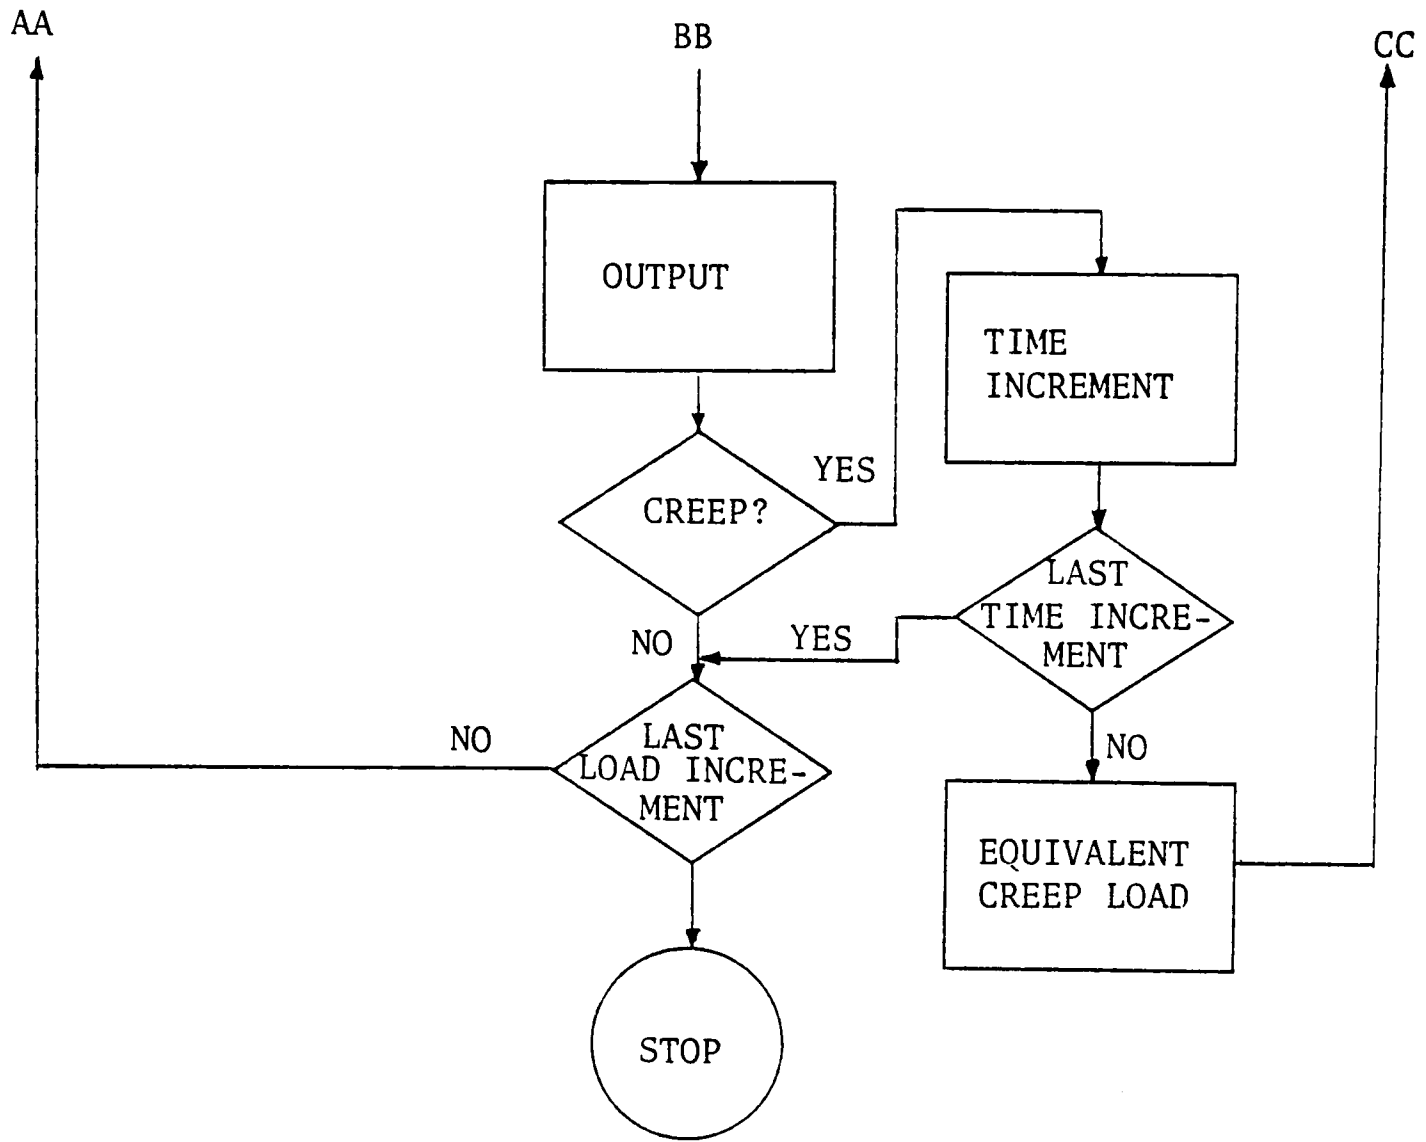 AA
BB
CC
OUTPUT
TIME
INCREMENT
YES
CREEP?
LAST
TIME INCRE-
MENT
NO
YES
NO
LAST
LOAD INCRE-
MENT
NO
EQUIVALENT
CREEP LOAD
STOP